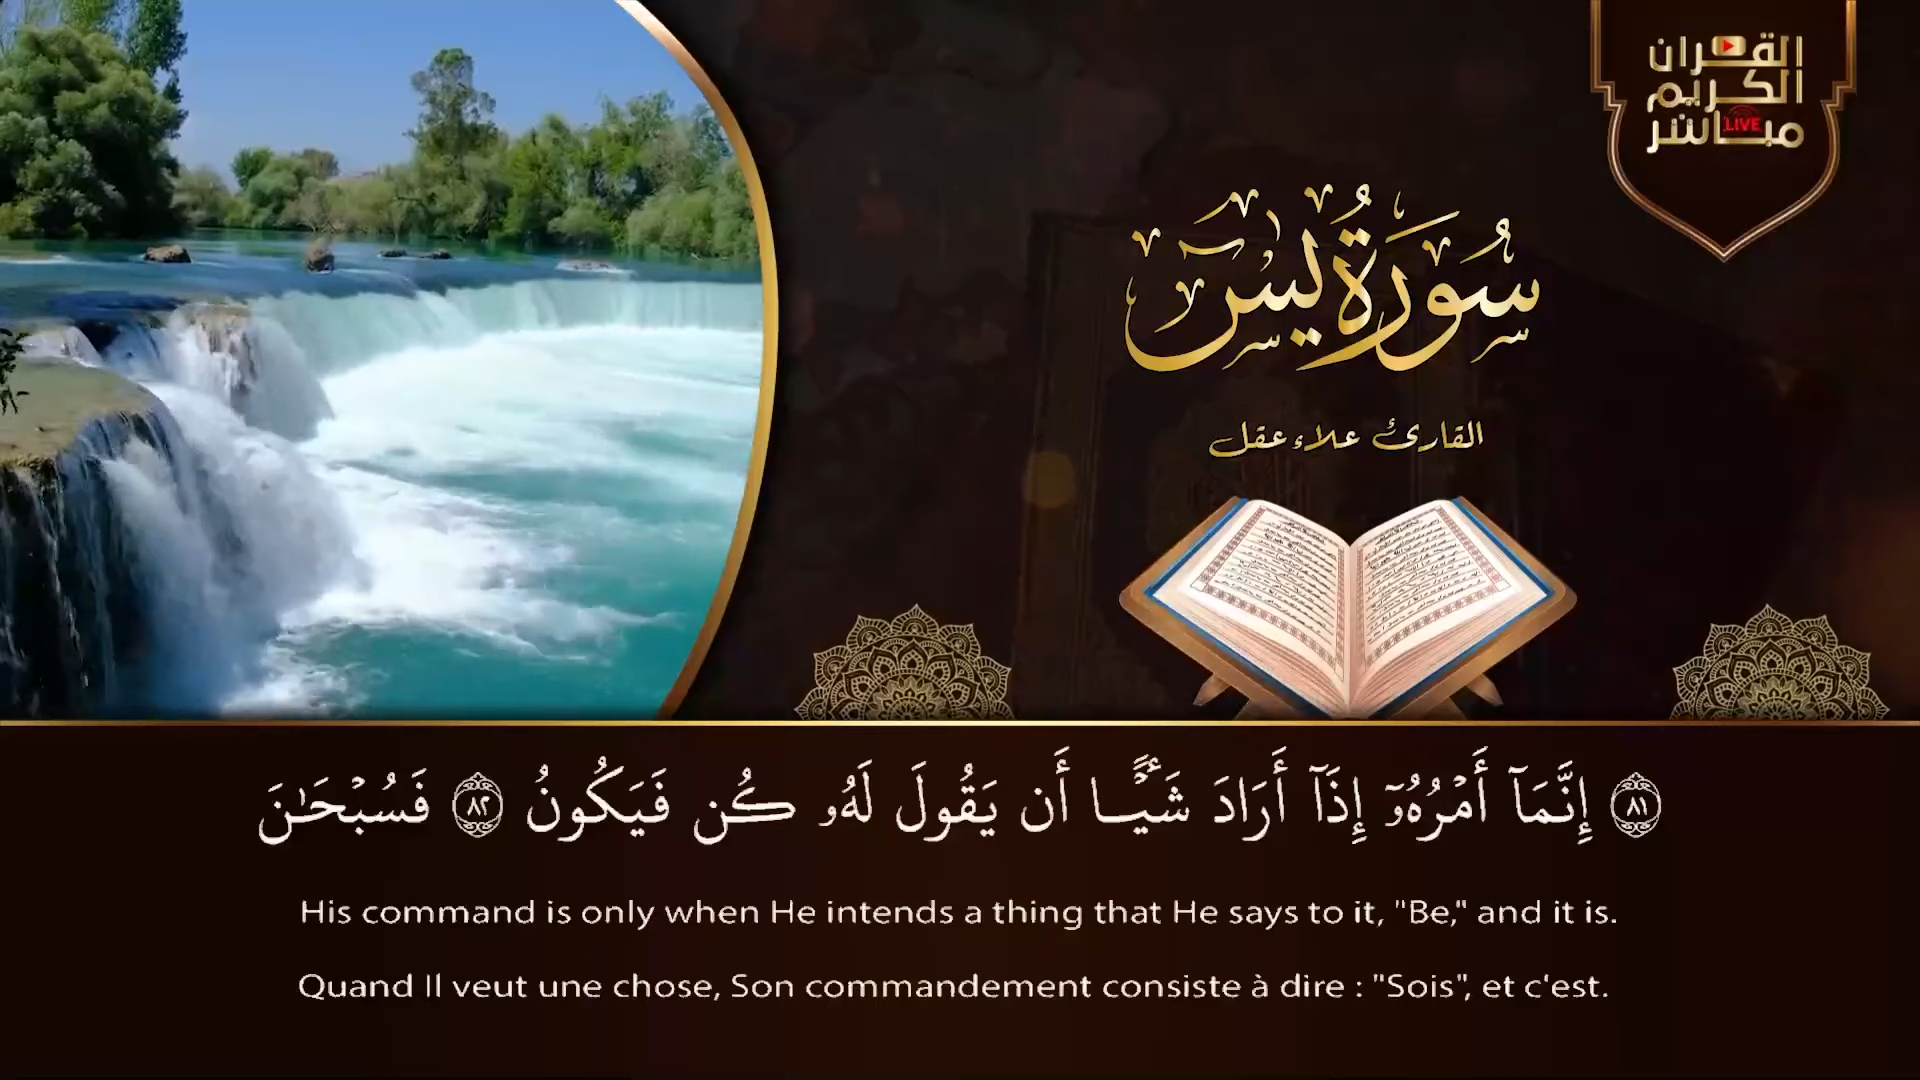 القرآن
الكريم
مباشر
LIVE
سُورَةُ يسٓ
القارئ علاء عقل
۝٨١ إِنَّمَآ أَمْرُهُۥٓ إِذَآ أَرَادَ شَيْـًٔا أَن يَقُولَ لَهُۥ كُن فَيَكُونُ ۝٨٢ فَسُبْحَـٰنَ
His command is only when He intends a thing that He says to it, "Be," and it is.
Quand Il veut une chose, Son commandement consiste à dire : "Sois", et c'est.